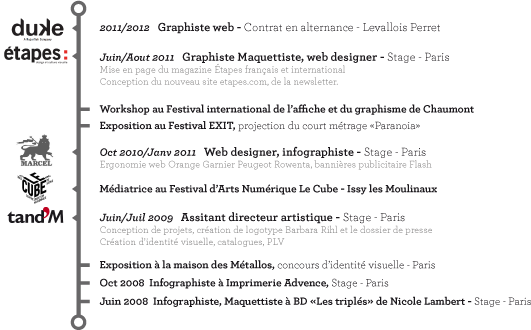 duke
2011/2012 Graphiste web - Contrat en alternance - Levallois Perret
étapes:
Juin/Aout 2011 Graphiste Maquettiste, web designer - Stage - Paris
Mise en page du magazine Étapes français et international
Conception du nouveau site etapes.com, de la newsletter.
Workshop au Festival international de l'affiche et du graphisme de Chaumont
Exposition au Festival EXIT, projection du court métrage «Paranoia»
MARCEL
Oct 2010/Janv 2011 Web designer, infographiste - Stage - Paris
Ergonomie web Orange Garnier Peugeot Rowenta, bannières publicitaire Flash
LE CUBE
Médiatrice au Festival d'Arts Numérique Le Cube - Issy les Moulinaux
tand'M
Juin/Juil 2009 Assitant directeur artistique - Stage - Paris
Conception de projets, création de logotype Barbara Rihl et le dossier de presse
Création d'identité visuelle, catalogues, PLV
Exposition à la maison des Métallos, concours d'identité visuelle - Paris
Oct 2008 Infographiste à Imprimerie Advence, Stage - Paris
Juin 2008 Infographiste, Maquettiste à BD «Les triplés» de Nicole Lambert - Stage - Paris